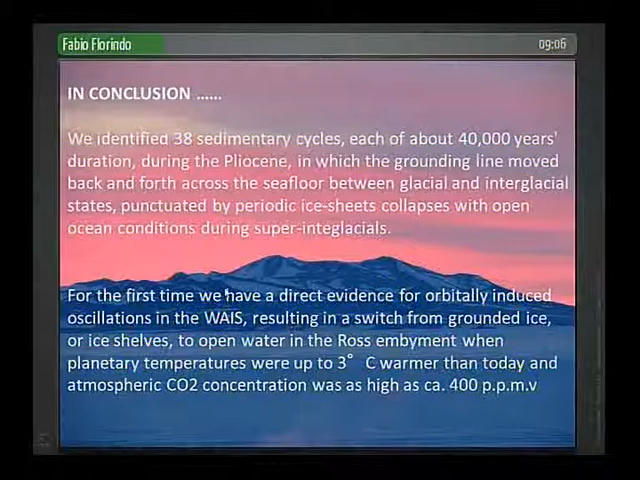 Fabio Florindo
09:06
IN CONCLUSION ......
We identified 38 sedimentary cycles, each of about 40,000 years'
duration, during the Pliocene, in which the grounding line moved
back and forth across the seafloor between glacial and interglacial
states, punctuated by periodic ice-sheets collapses with open
ocean conditions during super-integlacials.
For the first time we have a direct evidence for orbitally induced
oscillations in the WAIS, resulting in a switch from grounded ice,
or ice shelves, to open water in the Ross embyment when
planetary temperatures were up to 3° C warmer than today and
atmospheric CO2 concentration was as high as ca. 400 p.p.m.v